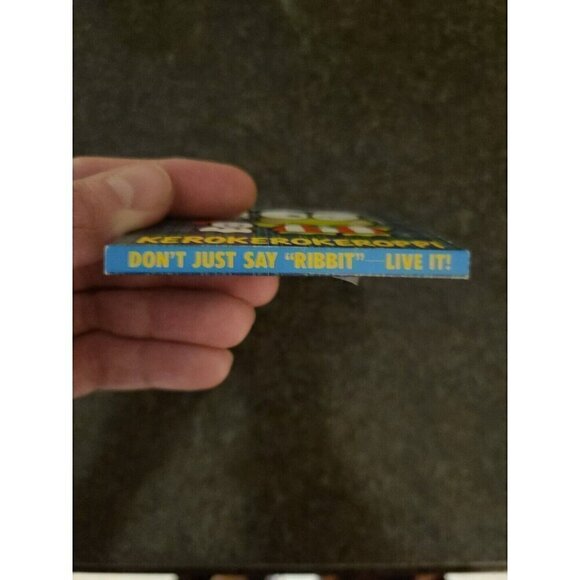 KEROKEROKEROPPI
DON'T JUST SAY “RIBBIT” LIVE IT!